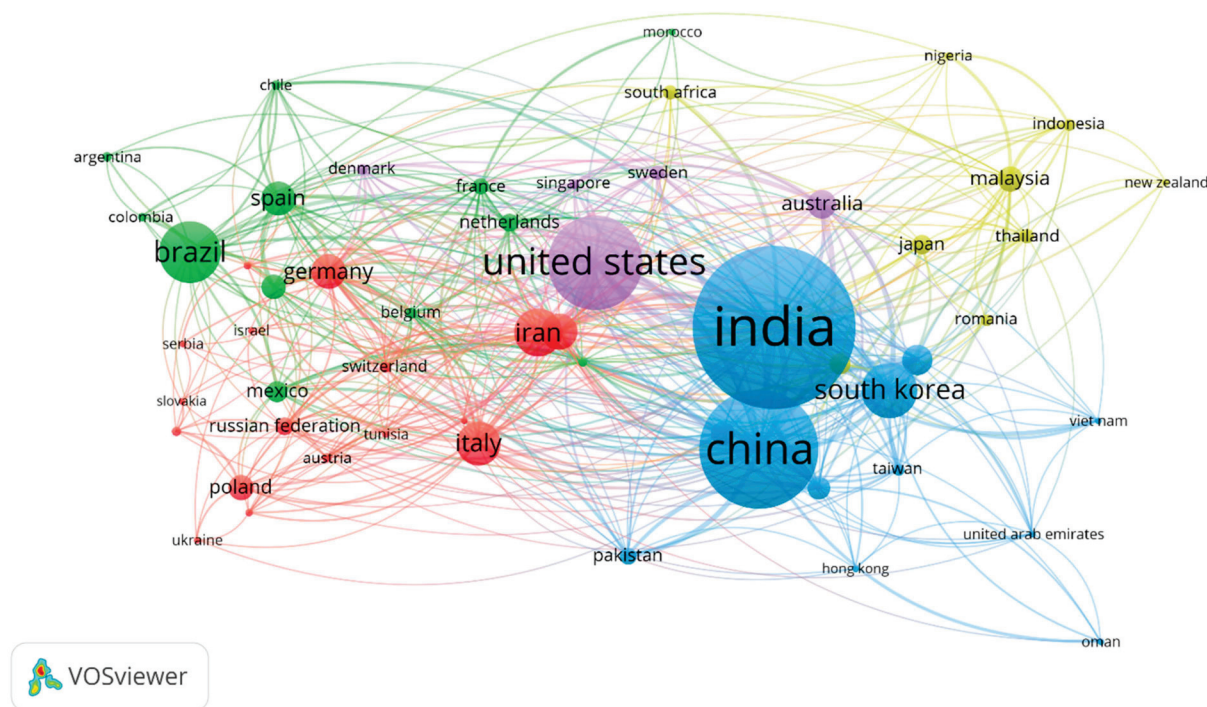 morocco
nigeria
chile
south africa
indonesia
argentina
denmark
sweden
malaysia
new zealand
spain
france
singapore
colombia
netherlands
australia
thailand
brazil
japan
united states
germany
belgium
romania
israel
iran
india
serbia
switzerland
mexico
south korea
slovakia
viet nam
russian federation
tunisia
italy
china
austria
taiwan
poland
ukraine
pakistan
united arab emirates
hong kong
oman
VOSviewer